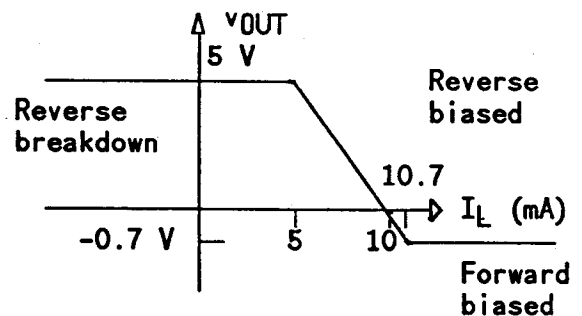 vOUT
5 V
Reverse
breakdown
Reverse
biased
10.7
IL (mA)
-0.7 V
5
10
Forward
biased